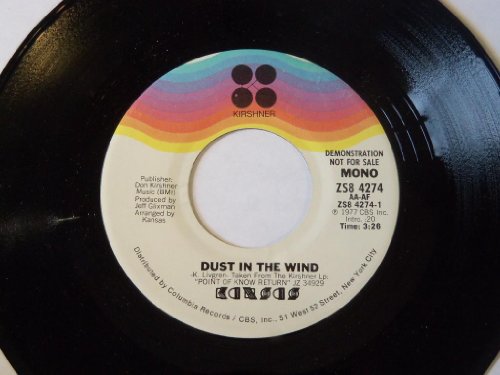 KIRSHNER
DEMONSTRATION
NOT FOR SALE
MONO
ZS8 4274
AA-AF
ZS8 4274-1
℗ 1977 CBS Inc.
Intro. .20
Time: 3:26
Publisher:
Don Kirshner
Music (BMI)
Produced by
Jeff Glixman
Arranged by
Kansas
DUST IN THE WIND
-K. Livgren- Taken From The Kirshner Lp:
"POINT OF KNOW RETURN" JZ 34929
KANSAS
Distributed by Columbia Records / CBS, Inc., 51 West 52 Street, New York City